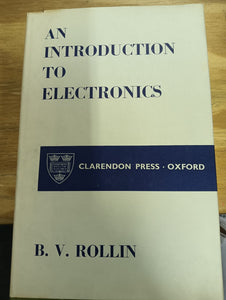 AN
INTRODUCTION
TO
ELECTRONICS
CLARENDON PRESS · OXFORD
B. V. ROLLIN